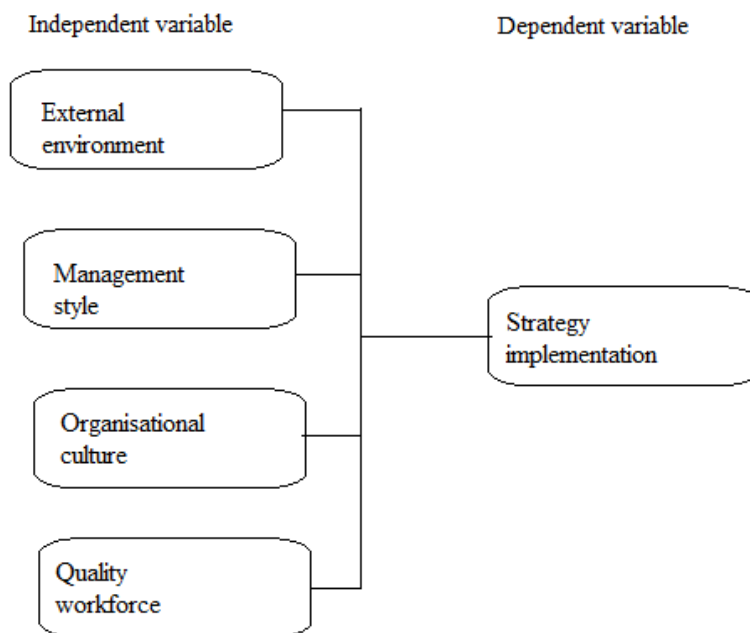 Independent variable
Dependent variable
External
environment
Management
style
Strategy
implementation
Organisational
culture
Quality
workforce